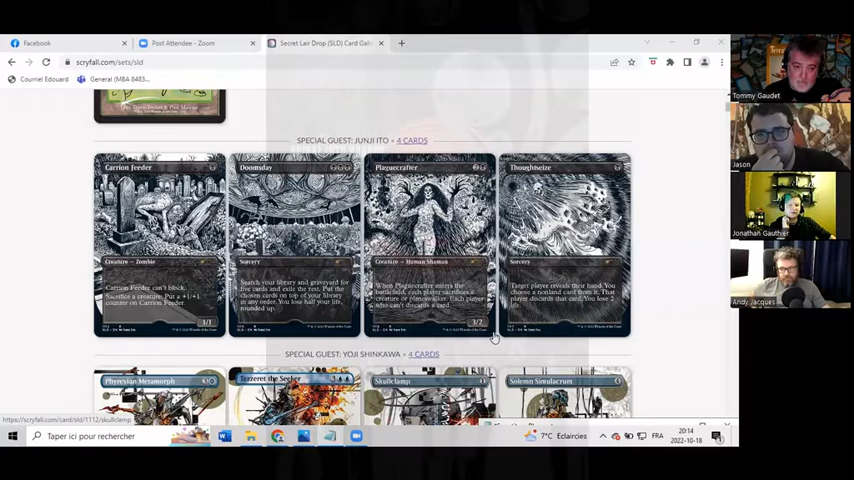 Facebook
Post Attendee - Zoom
Secret Lair Drop (SLD) Card Gall
scryfall.com/sets/sld
Courriel Edouard
General (MBA 8483...
SPECIAL GUEST: JUNJI ITO • 4 CARDS
Carrion Feeder
Doomsday
Plaguecrafter
Thoughtseize
Creature — Zombie
Sorcery
Creature — Human Shaman
Sorcery
Carrion Feeder can't block.
Sacrifice a creature: Put a +1/+1
counter on Carrion Feeder.
1/1
Search your library and graveyard for
five cards and exile the rest. Put the
chosen cards on top of your library
in any order. You lose half your life,
rounded up.
When Plaguecrafter enters the
battlefield, each player sacrifices a
creature or planeswalker. Each player
who can't discards a card.
3/2
Target player reveals their hand. You
choose a nonland card from it. That
player discards that card. You lose 2
life.
SPECIAL GUEST: YOJI SHINKAWA • 4 CARDS
Phyrexian Metamorph
Tezzeret the Seeker
Skullclamp
Solemn Simulacrum
https://scryfall.com/card/sld/1112/skullclamp
Taper ici pour rechercher
7°C Eclaircies
FRA
20:14
2022-10-18
Tommy Gaudet
Jason
Jonathan Gauthier
Andy Jacques